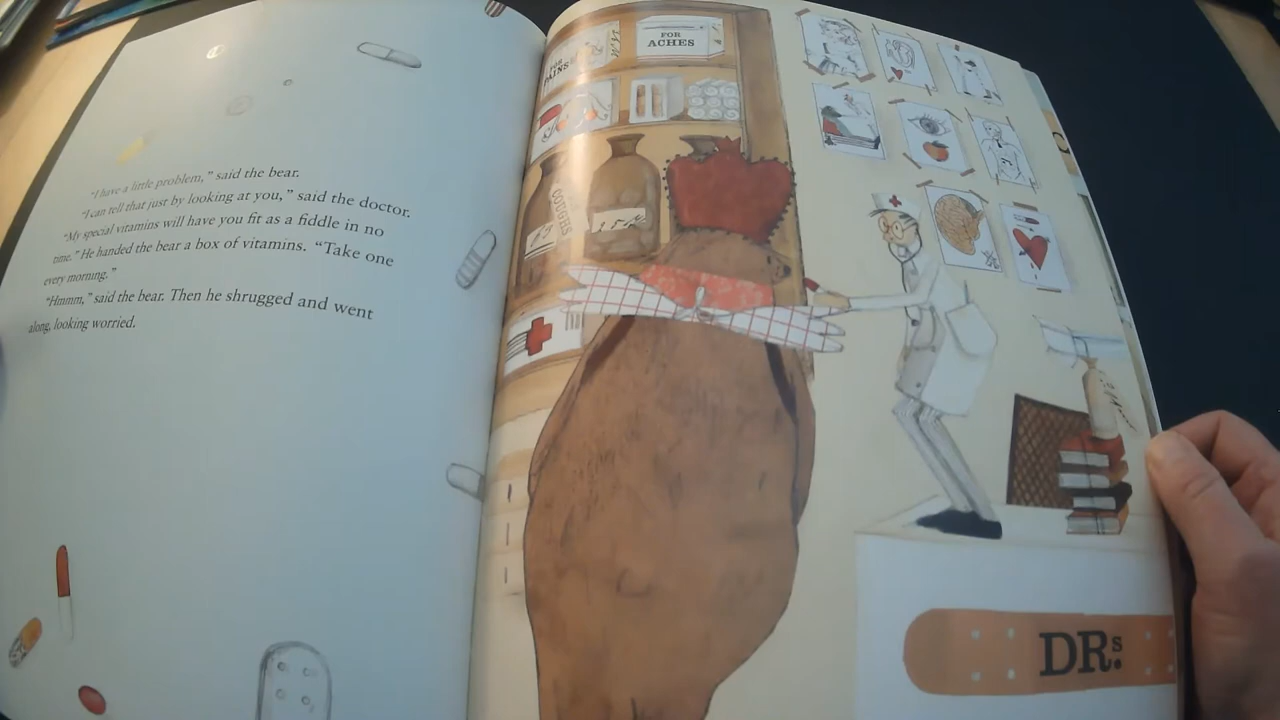 "I have a little problem," said the bear.
"I can tell that just by looking at you," said the doctor.
"My special vitamins will have you fit as a fiddle in no
time." He handed the bear a box of vitamins. "Take one
every morning."
"Hmmm," said the bear. Then he shrugged and went
along, looking worried.
FOR
PAINS
FOR
ACHES
COUGHS
DRs.